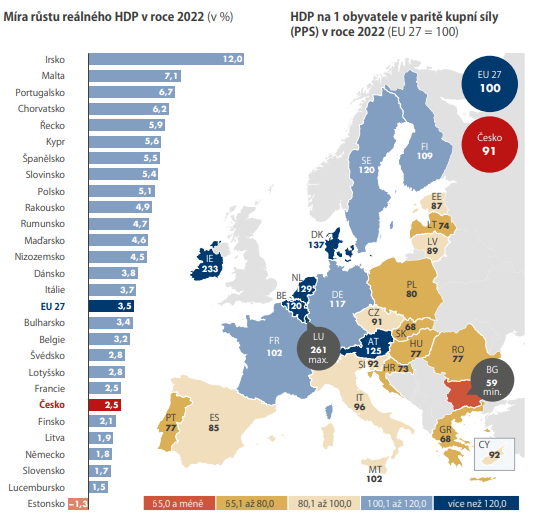 Míra růstu reálného HDP v roce 2022 (v %)
Irsko 12,0
Malta 7,1
Portugalsko 6,7
Chorvatsko 6,2
Řecko 5,9
Kypr 5,6
Španělsko 5,5
Slovinsko 5,4
Polsko 5,1
Rakousko 4,9
Rumunsko 4,7
Maďarsko 4,6
Nizozemsko 4,5
Dánsko 3,8
Itálie 3,7
EU 27 3,5
Bulharsko 3,4
Belgie 3,2
Švédsko 2,8
Lotyšsko 2,8
Francie 2,5
Česko 2,5
Finsko 2,1
Litva 1,9
Německo 1,8
Slovensko 1,7
Lucembursko 1,5
Estonsko –1,3
HDP na 1 obyvatele v paritě kupní síly
(PPS) v roce 2022 (EU 27 = 100)
EU 27
100
Česko
91
FI
109
SE
120
EE
87
LT 74
LV
89
DK
137
IE
233
NL
129
BE
120
DE
117
PL
80
CZ
91
SK
68
LU
261
max.
AT
125
HU
77
RO
77
FR
102
SI 92
HR 73
BG
59
min.
IT
96
PT
77
ES
85
GR
68
CY
92
MT
102
65,0 a méně
65,1 až 80,0
80,1 až 100,0
100,1 až 120,0
více než 120,0